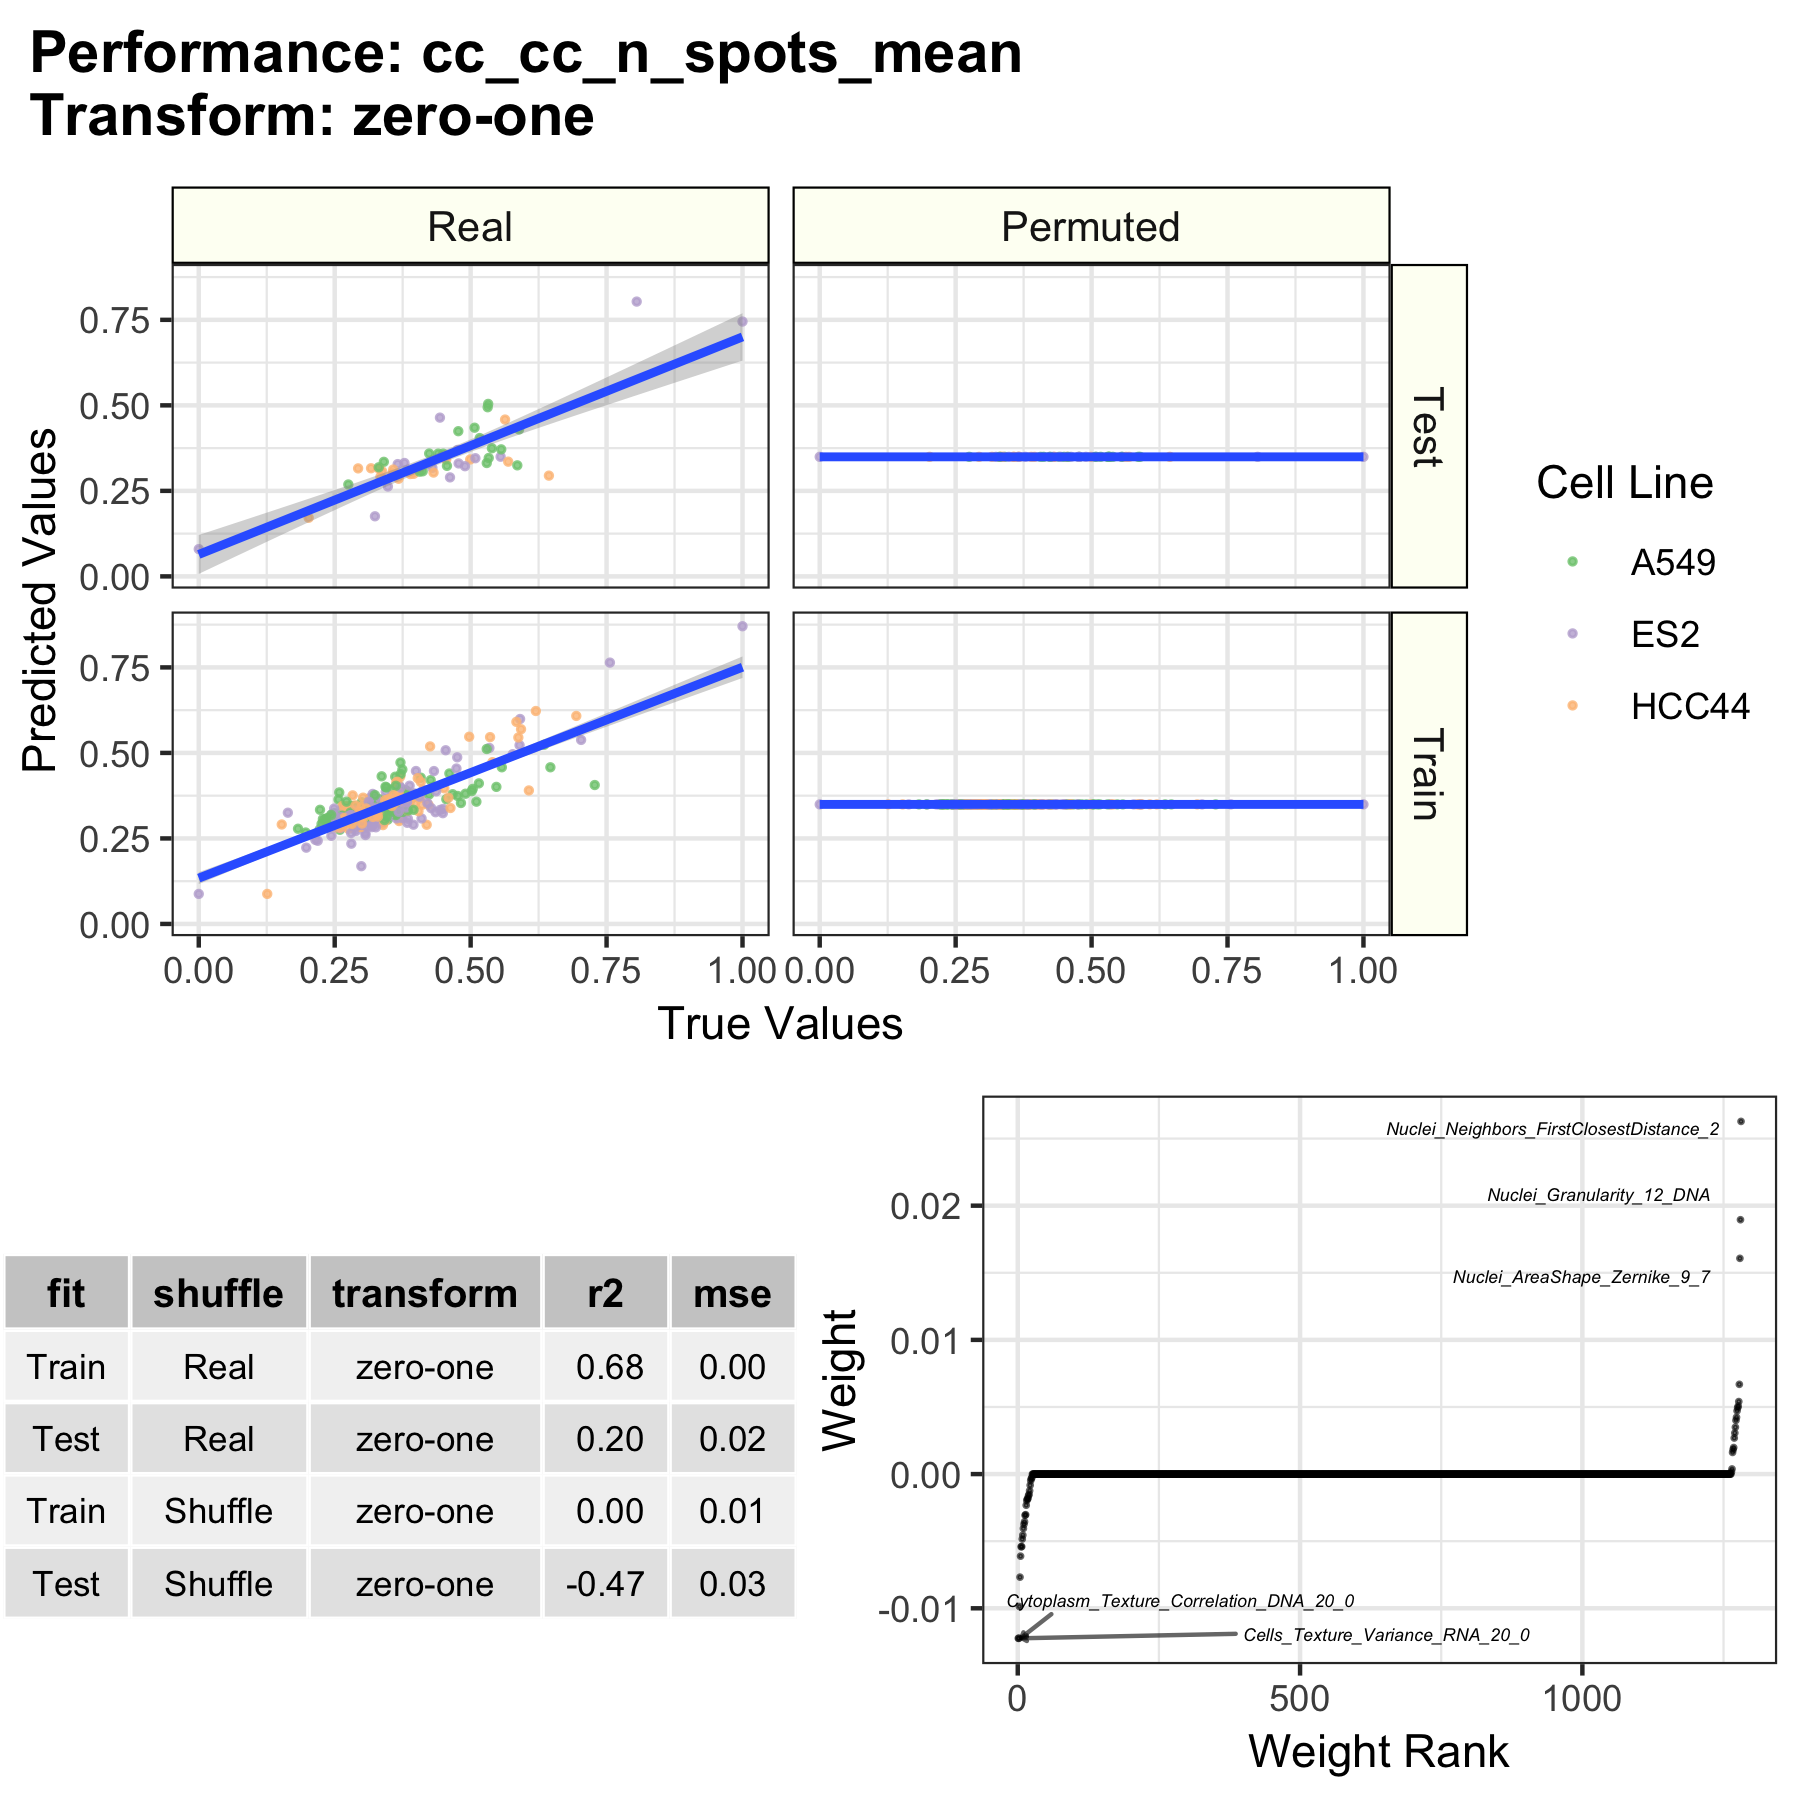 Performance: cc_cc_n_spots_mean
Transform: zero-one
Real
Permuted
0.75
0.50
0.25
0.00
Test
0.75
0.50
0.25
0.00
Train
Predicted Values
0.00 0.25 0.50 0.75 1.00
0.00 0.25 0.50 0.75 1.00
True Values
Cell Line
A549
ES2
HCC44
fit shuffle transform r2 mse
Train Real zero-one 0.68 0.00
Test Real zero-one 0.20 0.02
Train Shuffle zero-one 0.00 0.01
Test Shuffle zero-one -0.47 0.03
Weight
0.02
0.01
0.00
-0.01
Nuclei_Neighbors_FirstClosestDistance_2
Nuclei_Granularity_12_DNA
Nuclei_AreaShape_Zernike_9_7
Cytoplasm_Texture_Correlation_DNA_20_0
Cells_Texture_Variance_RNA_20_0
0 500 1000
Weight Rank